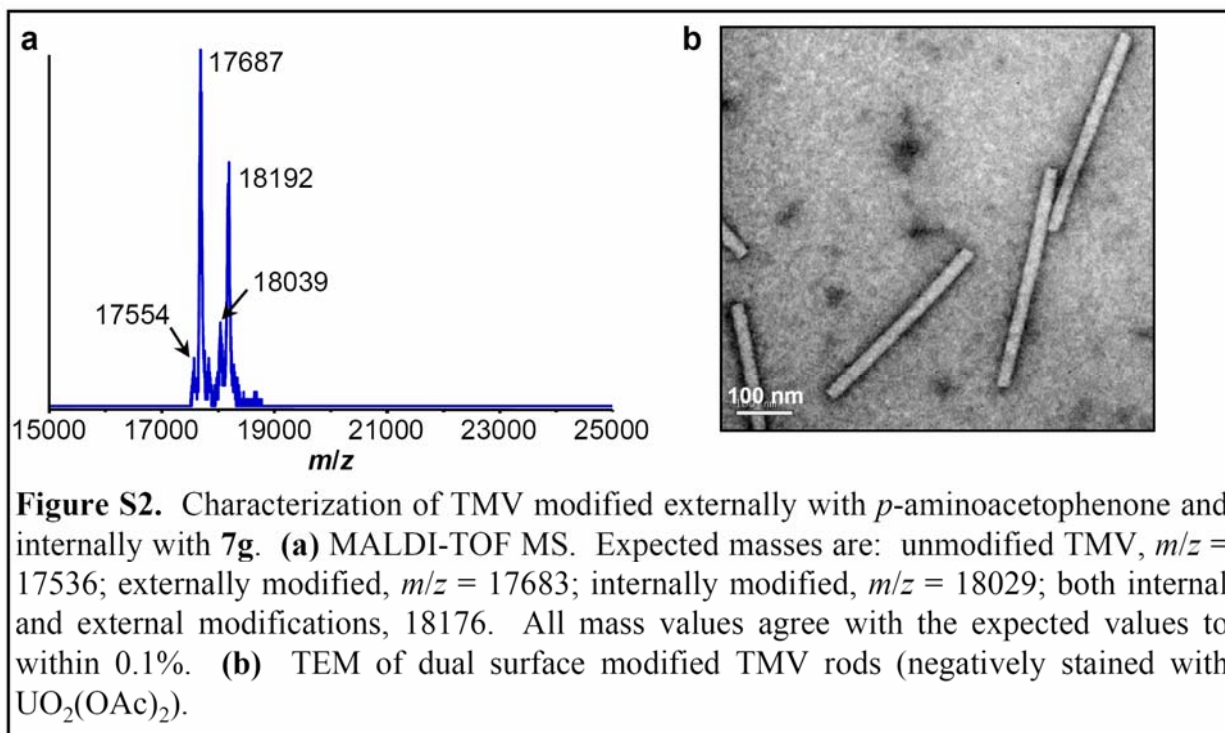 a
17687
18192
18039
17554
15000 17000 19000 21000 23000 25000
m/z
b
100 nm
Figure S2. Characterization of TMV modified externally with p-aminoacetophenone and
internally with 7g. (a) MALDI-TOF MS. Expected masses are: unmodified TMV, m/z =
17536; externally modified, m/z = 17683; internally modified, m/z = 18029; both internal
and external modifications, 18176. All mass values agree with the expected values to
within 0.1%. (b) TEM of dual surface modified TMV rods (negatively stained with
UO₂(OAc)₂).